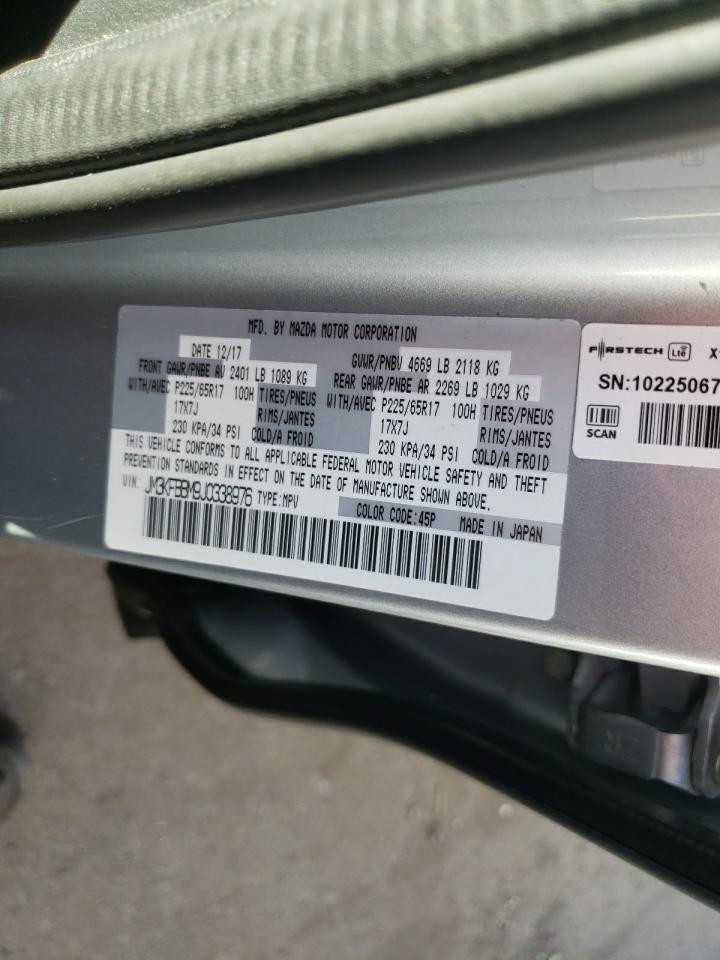 MFD. BY MAZDA MOTOR CORPORATION
DATE 12/17 GVWR/PNBV 4669 LB 2118 KG
FRONT GAWR/PNBE AV 2401 LB 1089 KG REAR GAWR/PNBE AR 2269 LB 1029 KG
WITH/AVEC P225/65R17 100H TIRES/PNEUS WITH/AVEC P225/65R17 100H TIRES/PNEUS
17X7J RIMS/JANTES 17X7J RIMS/JANTES
230 KPA/34 PSI COLD/A FROID 230 KPA/34 PSI COLD/A FROID
THIS VEHICLE CONFORMS TO ALL APPLICABLE FEDERAL MOTOR VEHICLE SAFETY AND THEFT
PREVENTION STANDARDS IN EFFECT ON THE DATE OF MANUFACTURE SHOWN ABOVE.
VIN: JM3KFBBM9J0338976 TYPE:MPV
COLOR CODE:45P MADE IN JAPAN
FIRSTECH LTE X1
SN:10225067
SCAN